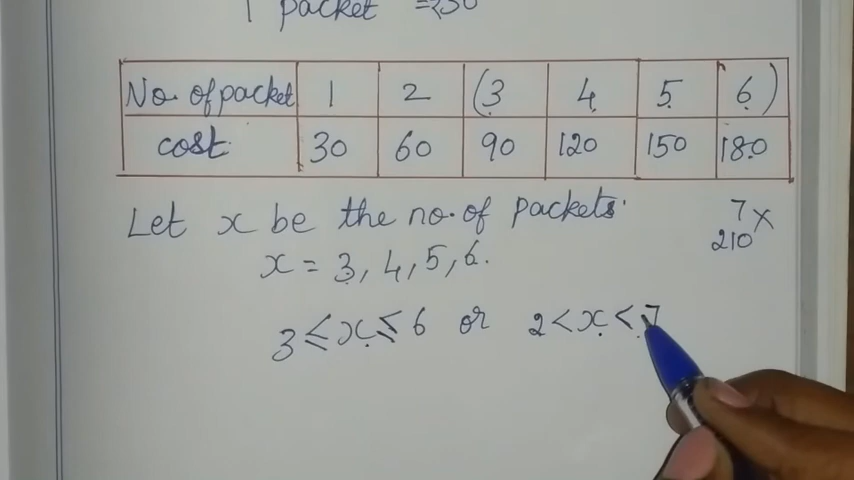 1 packet = ₹30
No. of packet 1 2 (3 4 5 6)
cost 30 60 90 120 150 180
Let x be the no. of packets.
7 x
210
x = 3, 4, 5, 6.
3 ≤ x ≤ 6 or 2 < x < 7